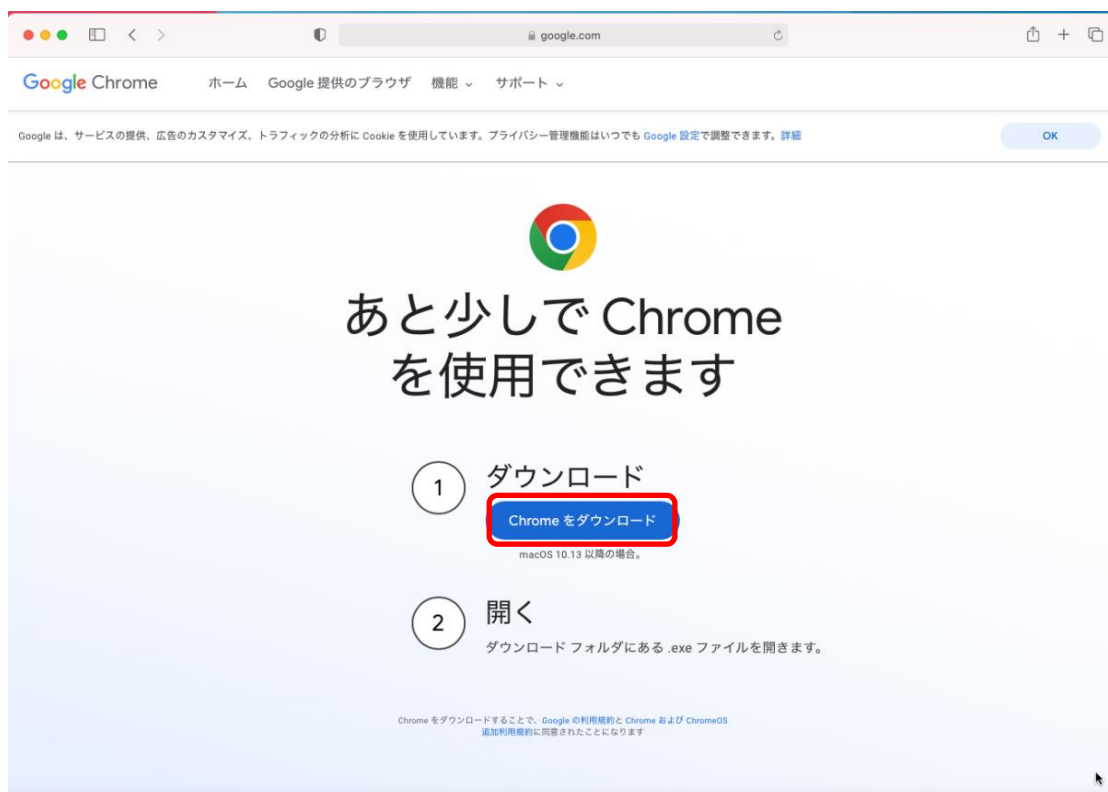 google.com
Google Chrome ホーム Google 提供のブラウザ 機能 サポート
Google は、サービスの提供、広告のカスタマイズ、トラフィックの分析に Cookie を使用しています。プライバシー管理機能はいつでも Google 設定で調整できます。詳細 OK
あと少しで Chrome
を使用できます
1 ダウンロード
Chrome をダウンロード
macOS 10.13 以降の場合。
2 開く
ダウンロード フォルダにある .exe ファイルを開きます。
Chrome をダウンロードすることで、Google の利用規約と Chrome および ChromeOS
追加利用規約に同意されたことになります